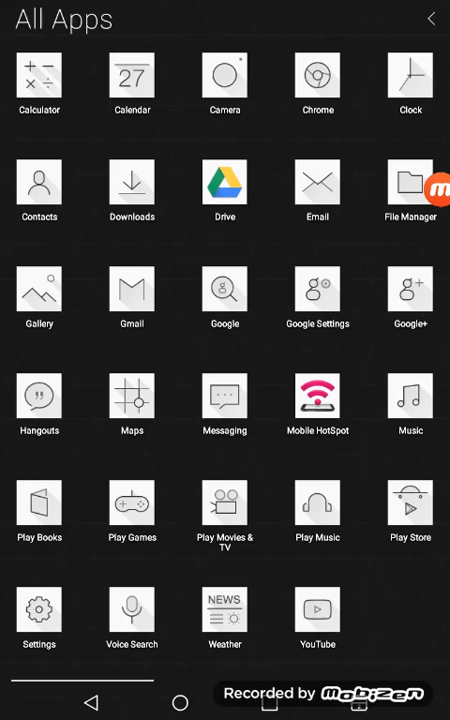 All Apps
Calculator
27
Calendar
Camera
Chrome
Clock
Contacts
Downloads
Drive
Email
m
File Manager
Gallery
Gmail
Google
Google Settings
Google+
Hangouts
Maps
Messaging
Mobile HotSpot
Music
Play Books
Play Games
Play Movies &
TV
Play Music
Play Store
Settings
Voice Search
NEWS
Weather
YouTube
Recorded by Mobizen